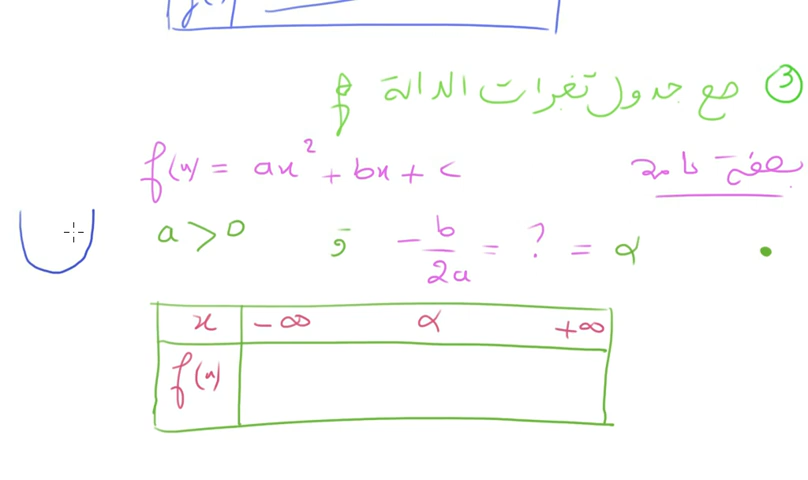 ③ ضع جدول تغيرات الدالة f
بصفة عامة
f(x) = ax² + bx + c
a > 0 و -b/2a = ? = α
x -∞ α +∞
f(x)